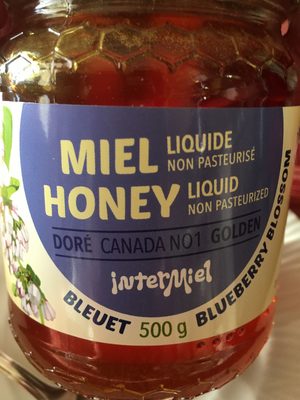 MIEL LIQUIDE
NON PASTEURISÉ
HONEY LIQUID
NON PASTEURIZED
DORÉ CANADA NO1 GOLDEN
interMiel
BLEUET 500 g BLUEBERRY BLOSSOM